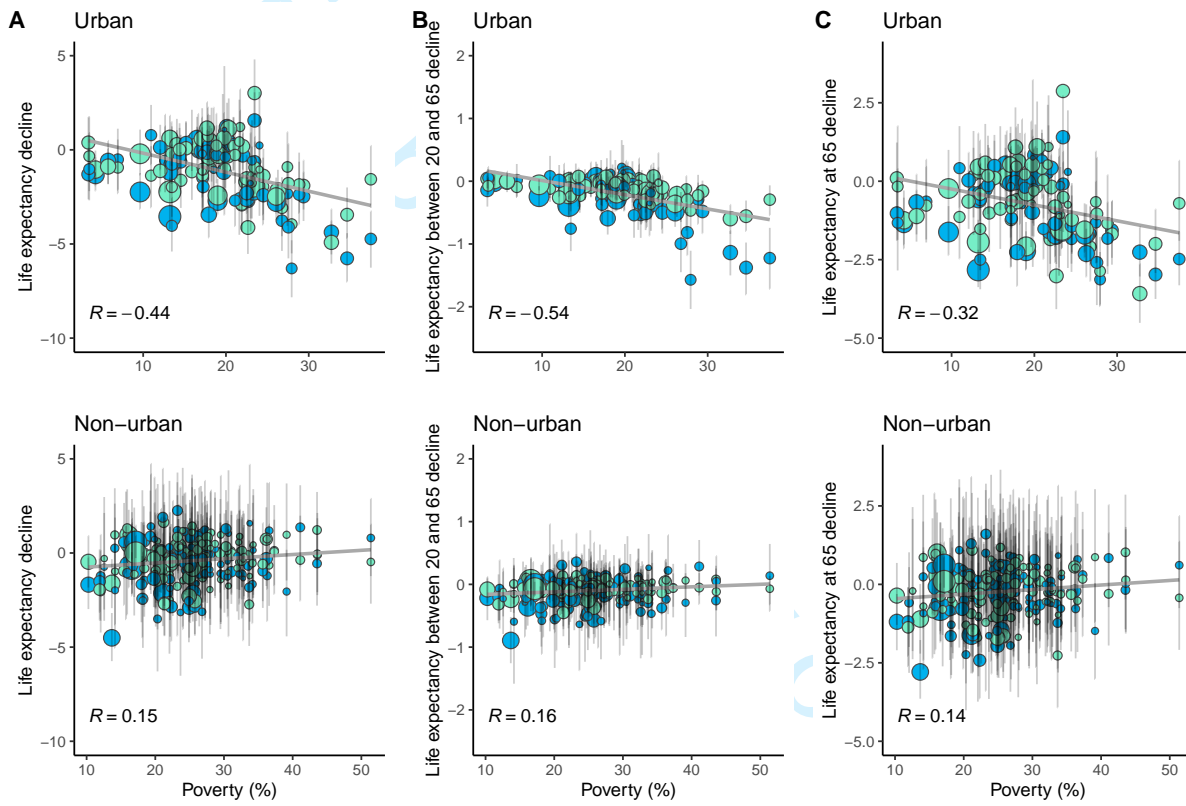 A
Urban
Life expectancy decline
5
0
−5
−10
R = −0.44
10
20
30
B
Urban
Life expectancy between 20 and 65 decline
2
1
0
−1
−2
R = −0.54
10
20
30
C
Urban
Life expectancy at 65 decline
2.5
0.0
−2.5
−5.0
R = −0.32
10
20
30
Non−urban
Life expectancy decline
5
0
−5
−10
R = 0.15
10
20
30
40
50
Poverty (%)
Non−urban
Life expectancy between 20 and 65 decline
2
1
0
−1
−2
R = 0.16
10
20
30
40
50
Poverty (%)
Non−urban
Life expectancy at 65 decline
2.5
0.0
−2.5
−5.0
R = 0.14
10
20
30
40
50
Poverty (%)